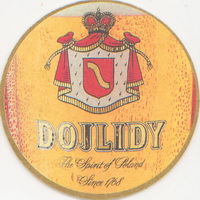 DOJLIDY
The Spirit of Poland
Since 1768